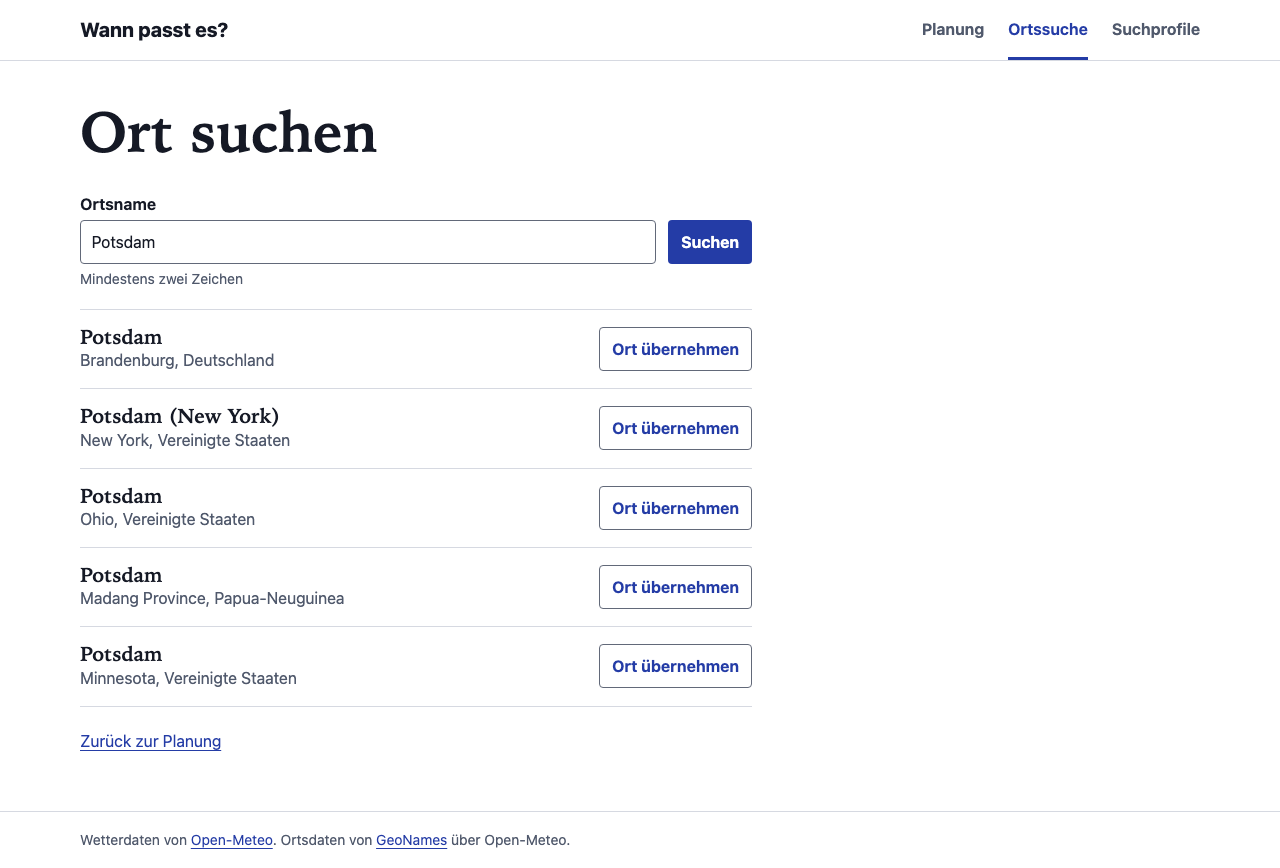 Wann passt es?
Planung Ortssuche Suchprofile
Ort suchen
Ortsname
Potsdam Suchen
Mindestens zwei Zeichen
Potsdam
Brandenburg, Deutschland
Ort übernehmen
Potsdam (New York)
New York, Vereinigte Staaten
Ort übernehmen
Potsdam
Ohio, Vereinigte Staaten
Ort übernehmen
Potsdam
Madang Province, Papua-Neuguinea
Ort übernehmen
Potsdam
Minnesota, Vereinigte Staaten
Ort übernehmen
Zurück zur Planung
Wetterdaten von Open-Meteo. Ortsdaten von GeoNames über Open-Meteo.